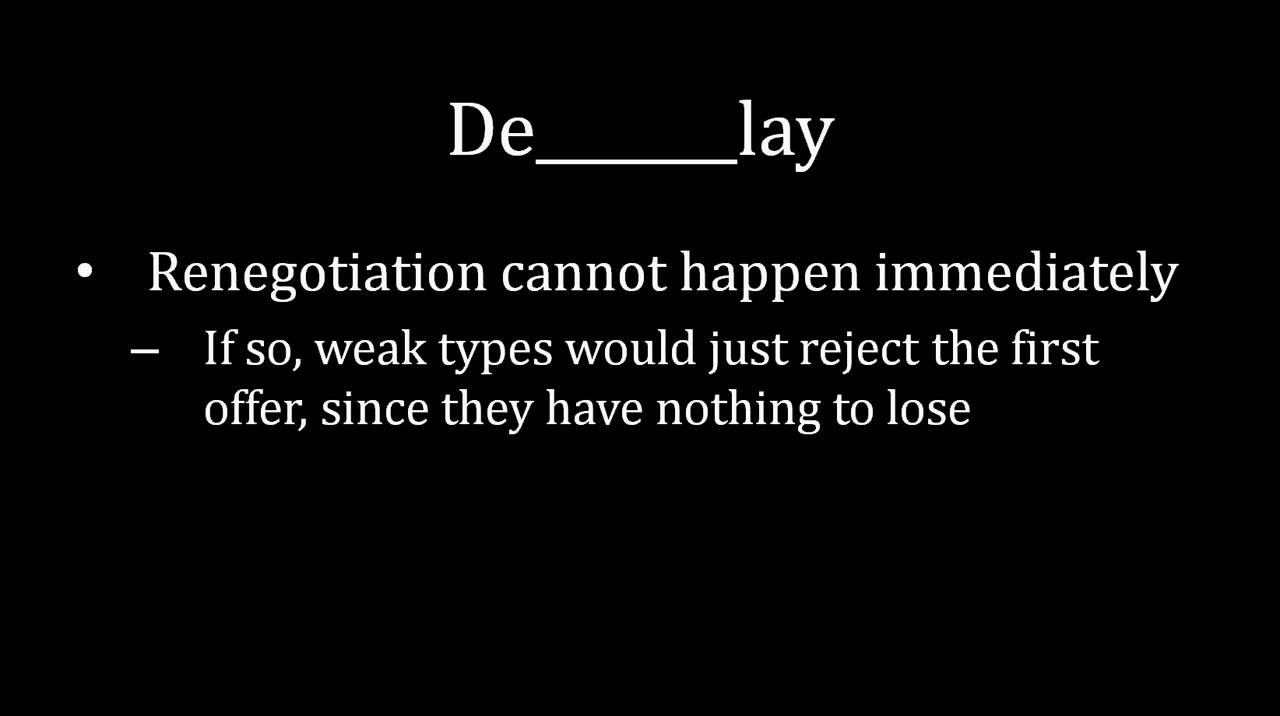 De_______lay
• Renegotiation cannot happen immediately
– If so, weak types would just reject the first
offer, since they have nothing to lose